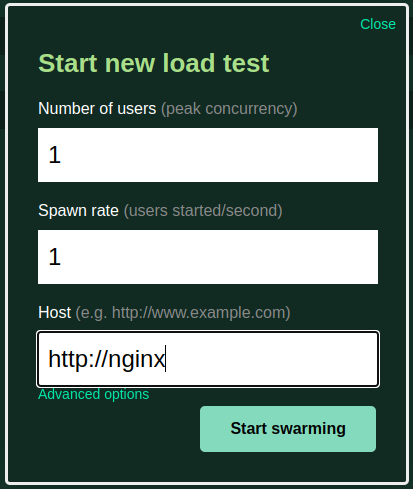 Close
Start new load test
Number of users (peak concurrency)
1
Spawn rate (users started/second)
1
Host (e.g. http://www.example.com)
http://nginx
Advanced options
Start swarming